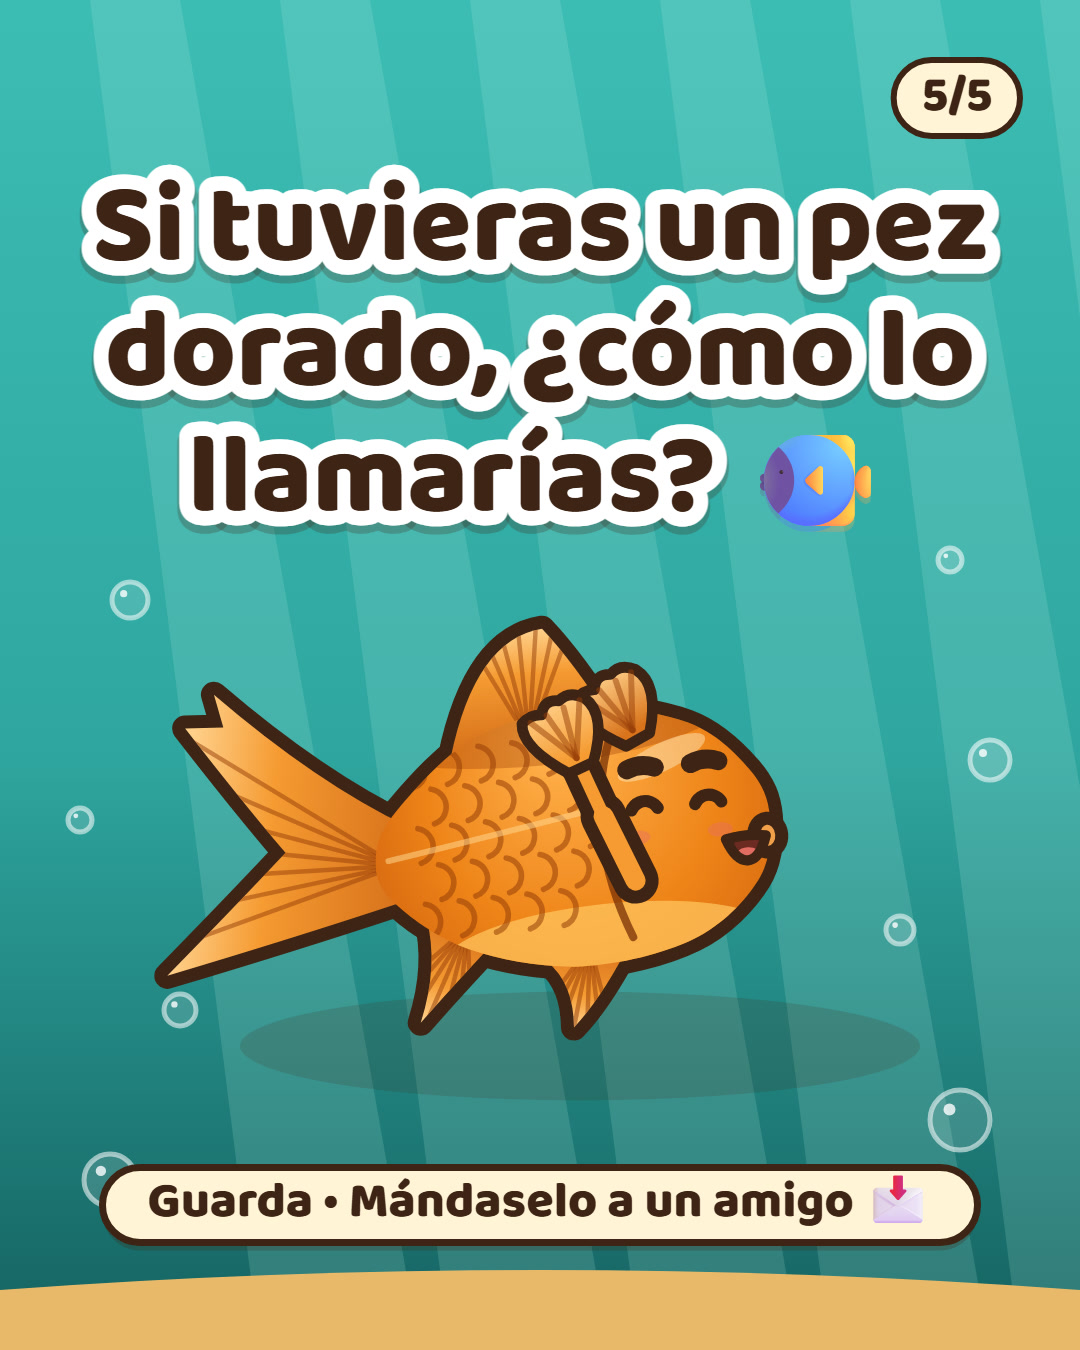 5/5
Si tuvieras un pez
dorado, ¿cómo lo
llamarías?
Guarda • Mándaselo a un amigo